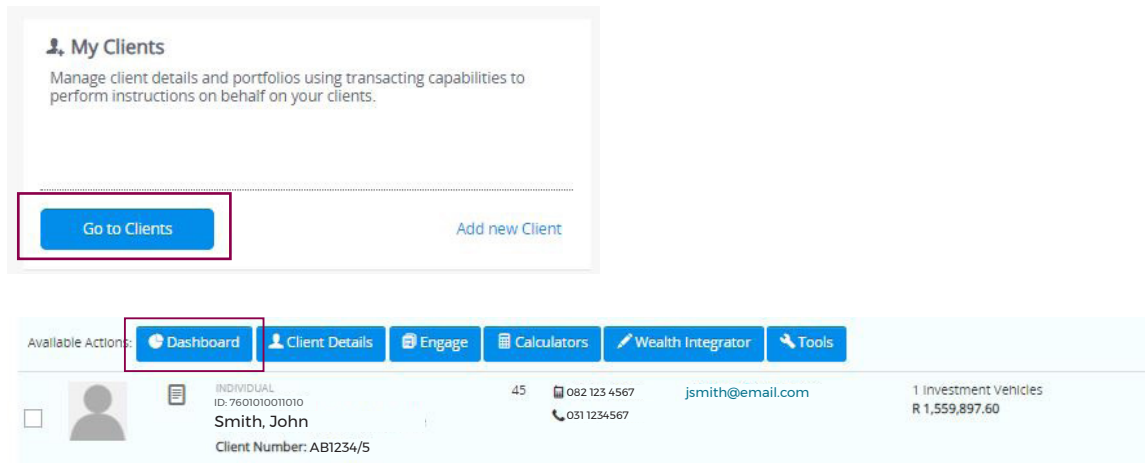 My Clients
Manage client details and portfolios using transacting capabilities to
perform instructions on behalf on your clients.
Go to Clients
Add new Client
Available Actions: Dashboard Client Details Engage Calculators Wealth Integrator Tools
INDIVIDUAL
ID: 7601010011010
Smith, John
Client Number: AB1234/5
45
082 123 4567
031 1234567
jsmith@email.com
1 Investment Vehicles
R 1,559,897.60